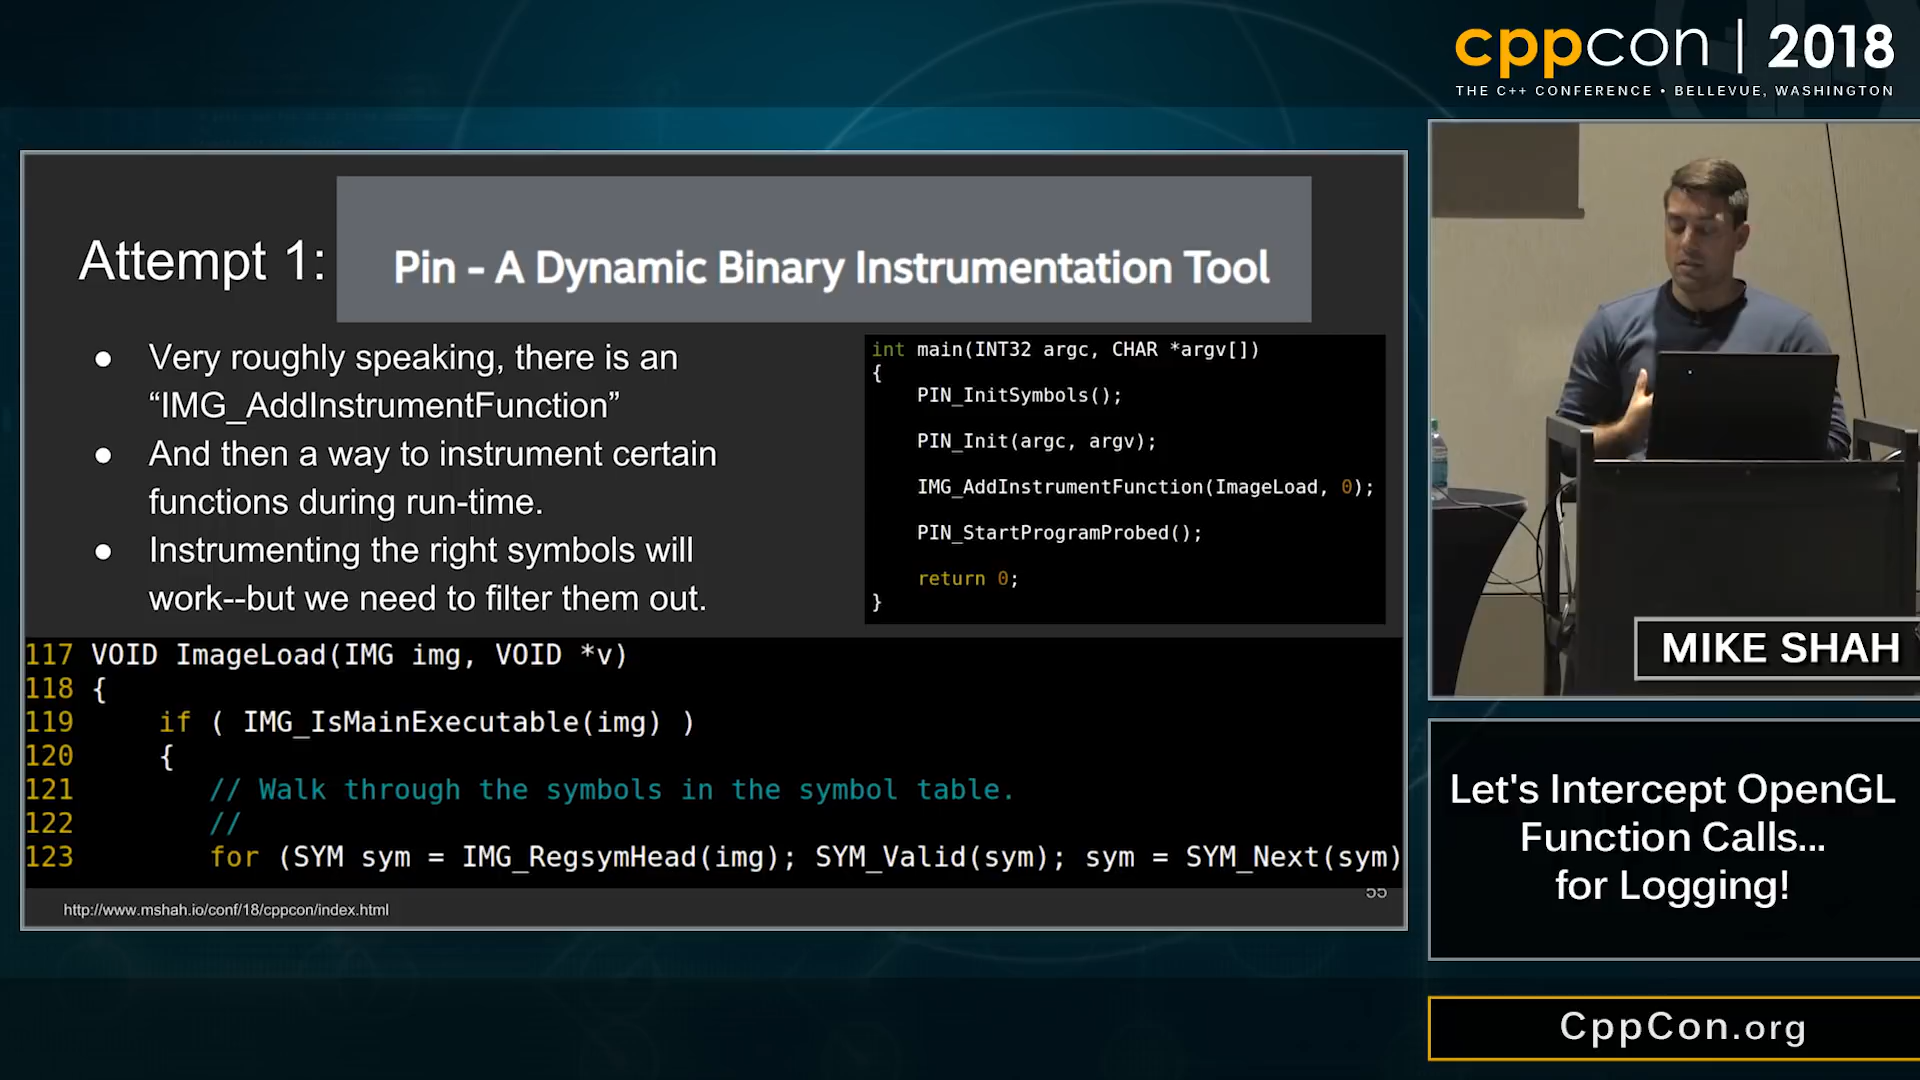 cppcon | 2018
THE C++ CONFERENCE • BELLEVUE, WASHINGTON
Attempt 1:
Pin - A Dynamic Binary Instrumentation Tool
● Very roughly speaking, there is an
“IMG_AddInstrumentFunction”
● And then a way to instrument certain
functions during run-time.
● Instrumenting the right symbols will
work--but we need to filter them out.
int main(INT32 argc, CHAR *argv[])
{
    PIN_InitSymbols();
    PIN_Init(argc, argv);
    IMG_AddInstrumentFunction(ImageLoad, 0);
    PIN_StartProgramProbed();
    return 0;
}
117 VOID ImageLoad(IMG img, VOID *v)
118 {
119     if ( IMG_IsMainExecutable(img) )
120     {
121        // Walk through the symbols in the symbol table.
122        //
123        for (SYM sym = IMG_RegsymHead(img); SYM_Valid(sym); sym = SYM_Next(sym)
55
http://www.mshah.io/conf/18/cppcon/index.html
MIKE SHAH
Let's Intercept OpenGL
Function Calls...
for Logging!
CppCon.org